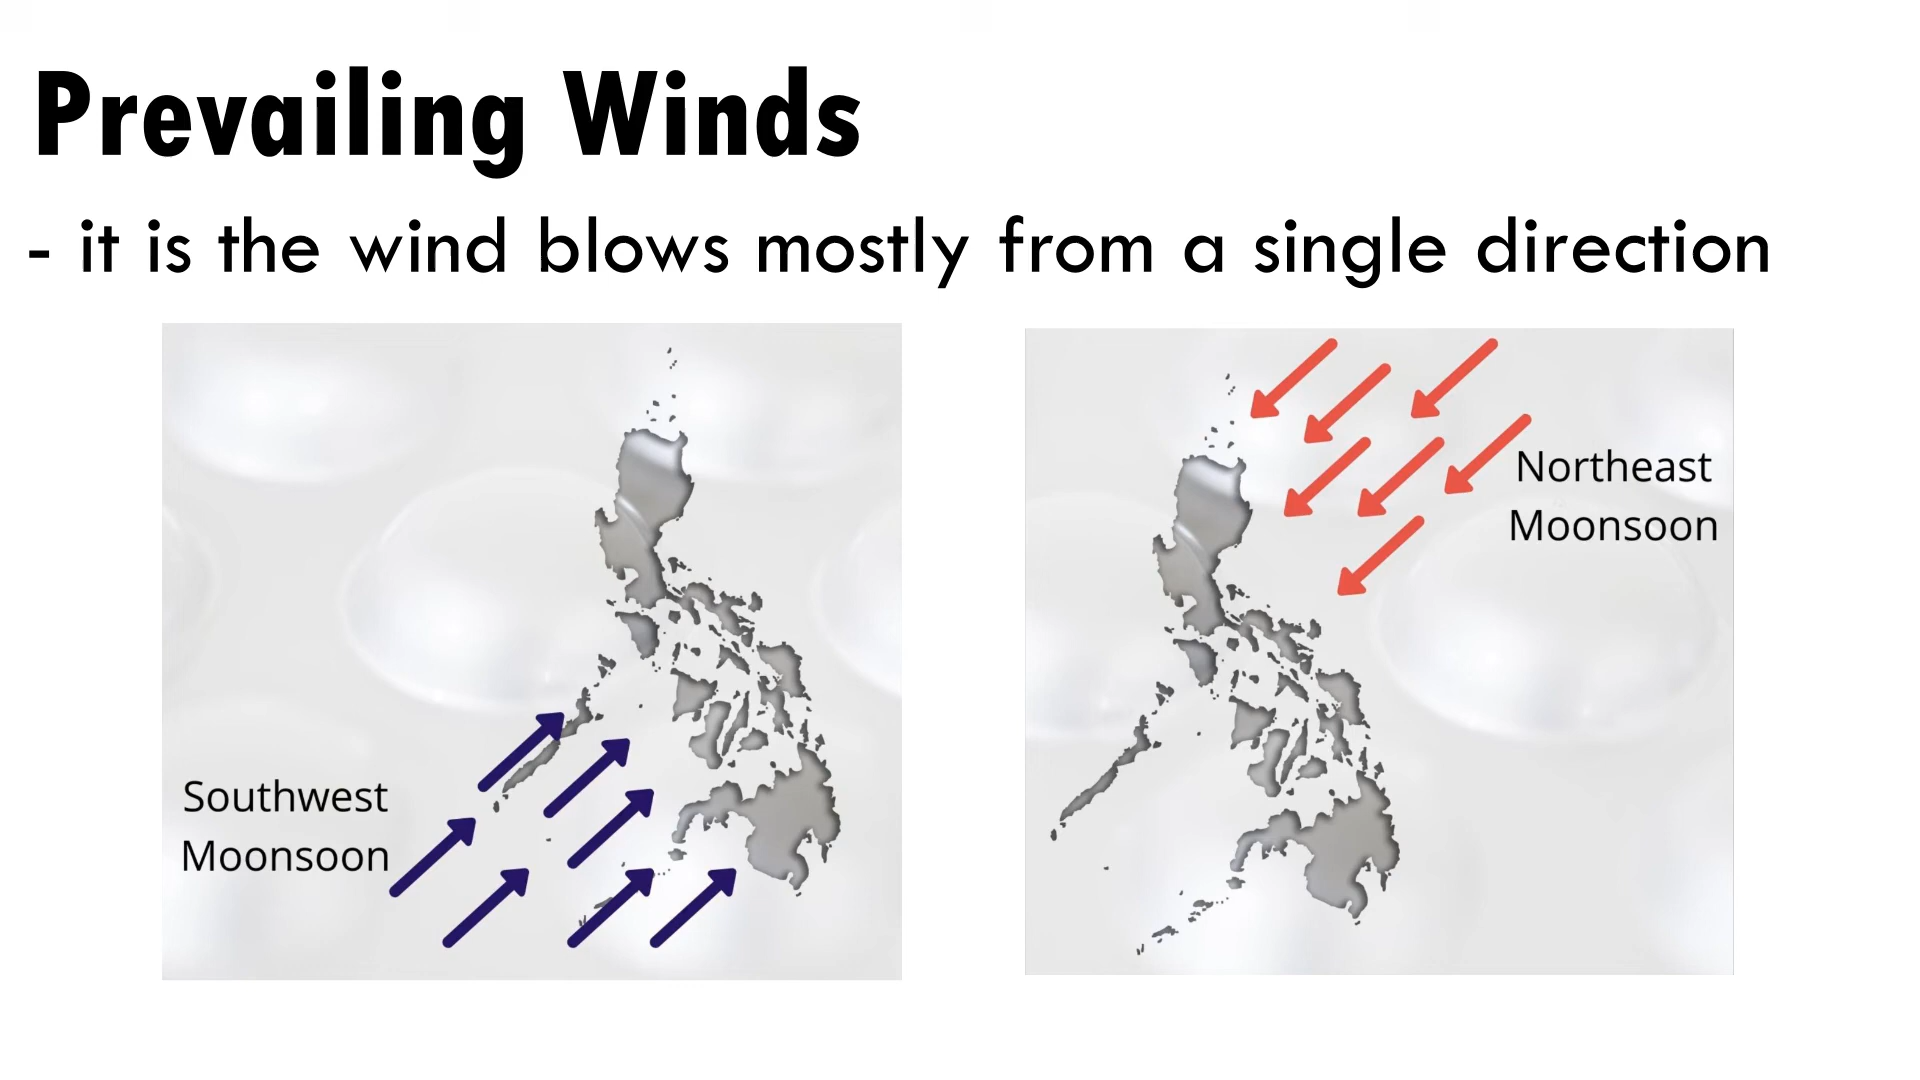 Prevailing Winds
- it is the wind blows mostly from a single direction
Southwest
Moonsoon
Northeast
Moonsoon